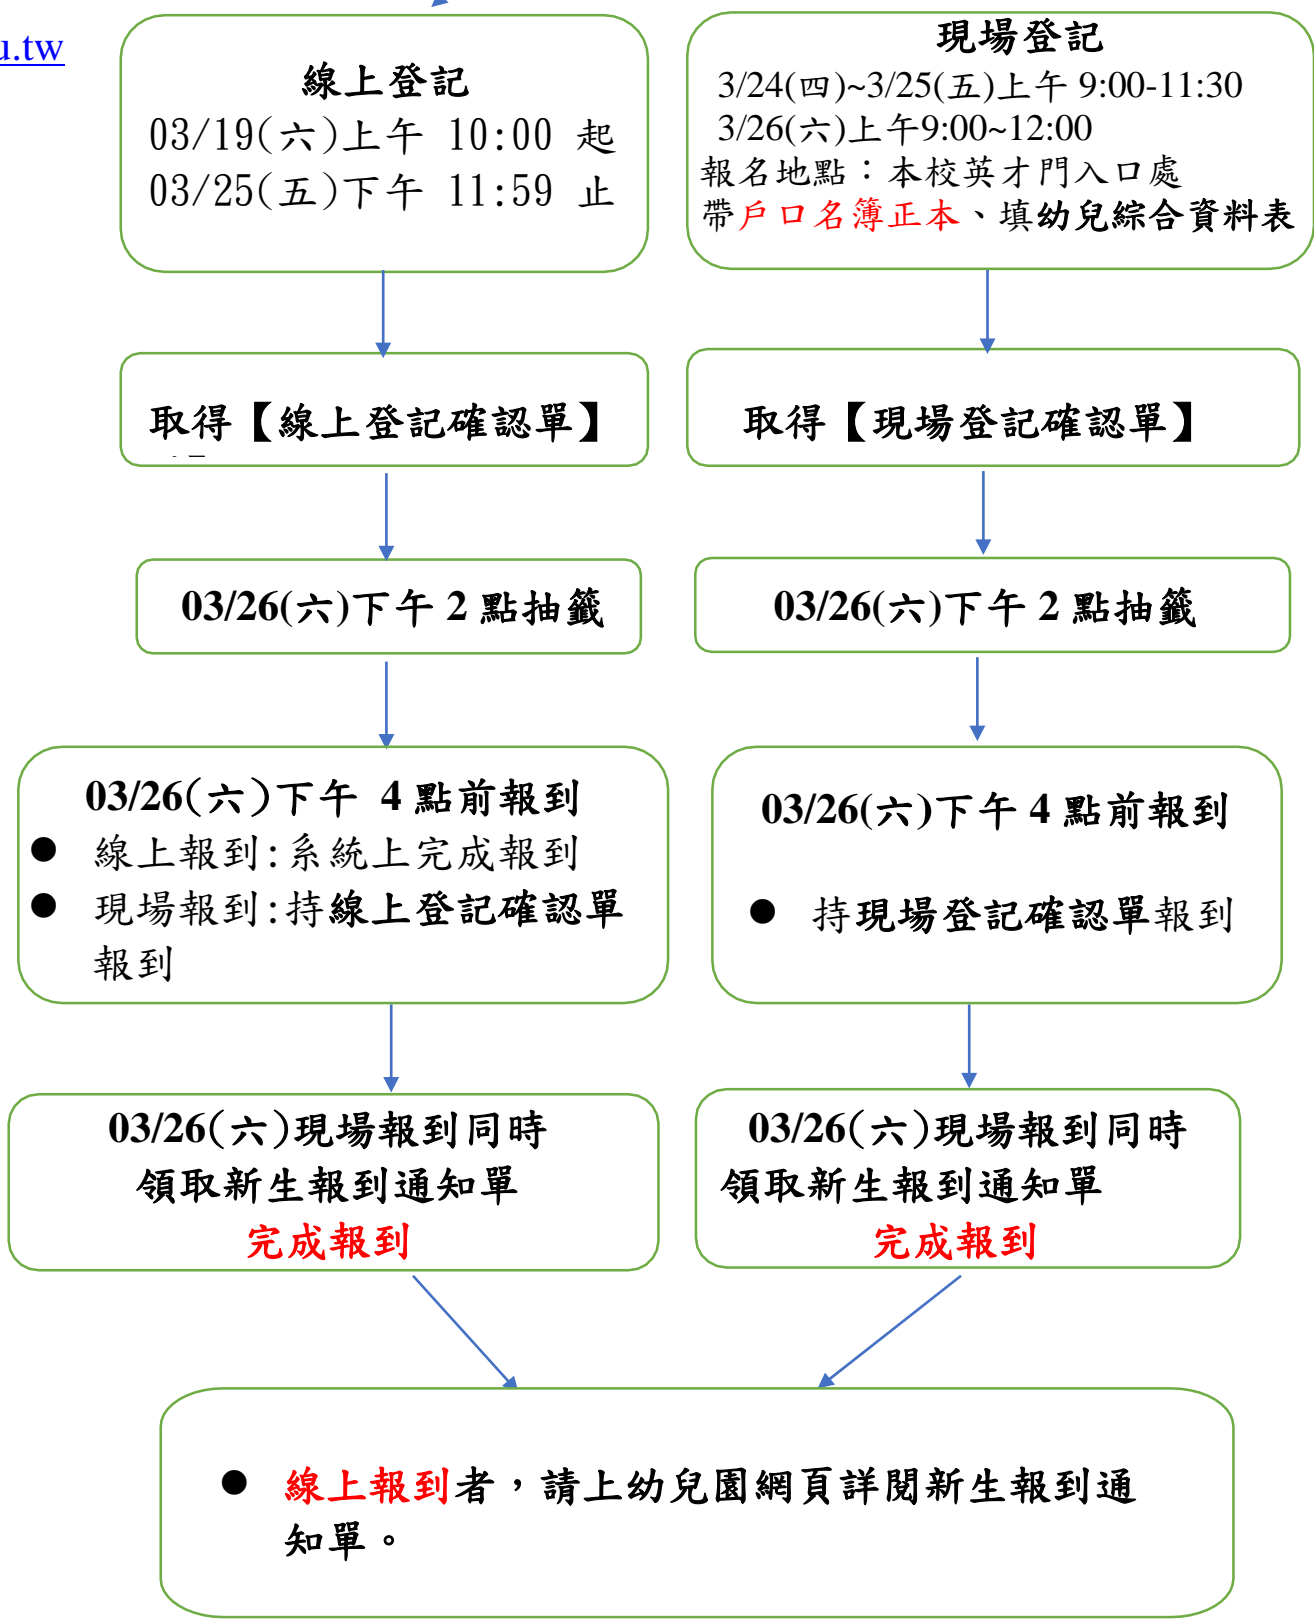 u.tw
線上登記
03/19(六)上午 10:00 起
03/25(五)下午 11:59 止
現場登記
3/24(四)~3/25(五)上午 9:00-11:30
3/26(六)上午9:00~12:00
報名地點：本校英才門入口處
帶戶口名簿正本、填幼兒綜合資料表
取得【線上登記確認單】
取得【現場登記確認單】
03/26(六)下午 2 點抽籤
03/26(六)下午 2 點抽籤
03/26(六)下午 4 點前報到
● 線上報到:系統上完成報到
● 現場報到:持線上登記確認單
報到
03/26(六)下午 4 點前報到
● 持現場登記確認單報到
03/26(六)現場報到同時
領取新生報到通知單
完成報到
03/26(六)現場報到同時
領取新生報到通知單
完成報到
● 線上報到者，請上幼兒園網頁詳閱新生報到通
知單。